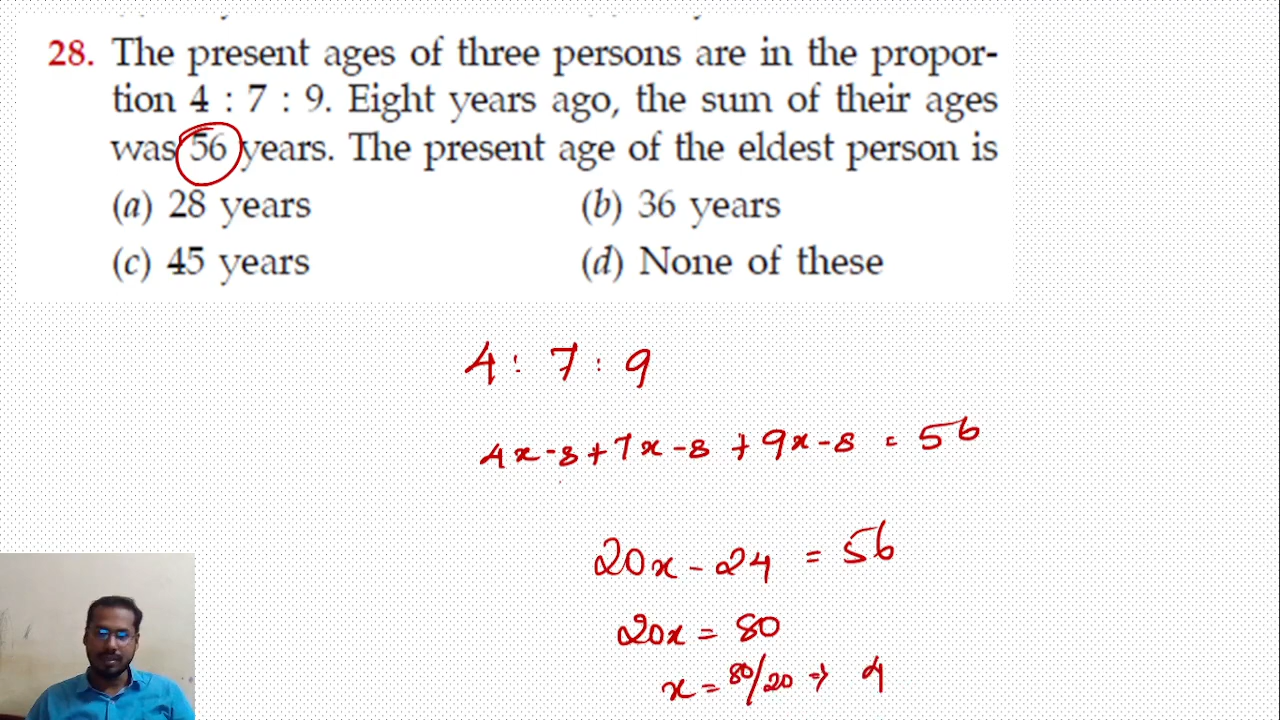 28. The present ages of three persons are in the propor-
tion 4 : 7 : 9. Eight years ago, the sum of their ages
was 56 years. The present age of the eldest person is
(a) 28 years (b) 36 years
(c) 45 years (d) None of these
4 : 7 : 9
4x-8+7x-8+9x-8 = 56
20x-24 = 56
20x = 80
x = 80/20 ⇒ 4